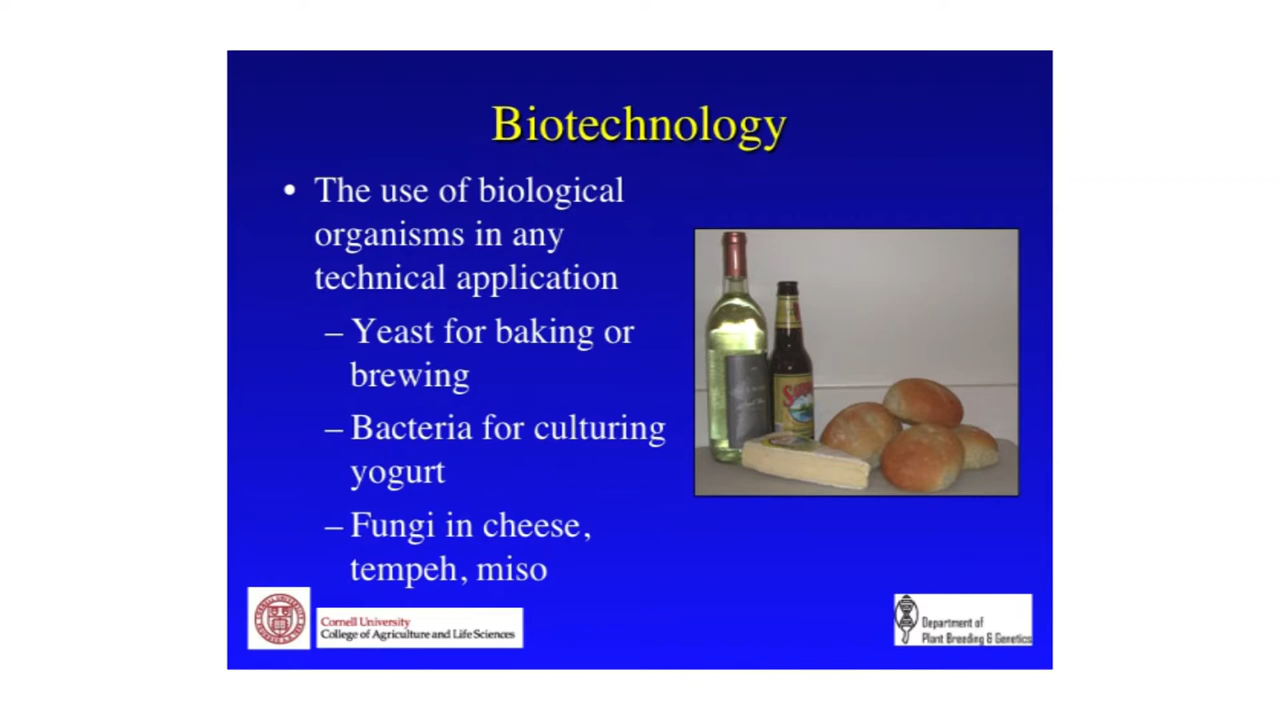 Biotechnology
• The use of biological
organisms in any
technical application
– Yeast for baking or
brewing
– Bacteria for culturing
yogurt
– Fungi in cheese,
tempeh, miso
Cornell University
College of Agriculture and Life Sciences
Department of
Plant Breeding & Genetics